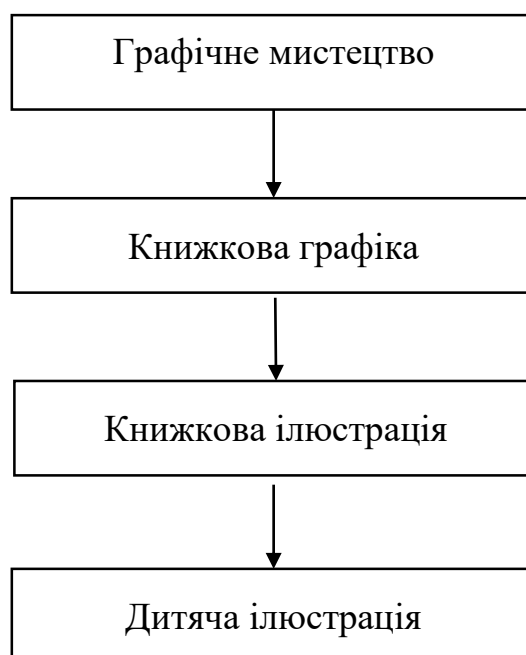 Графічне мистецтво
Книжкова графіка
Книжкова ілюстрація
Дитяча ілюстрація